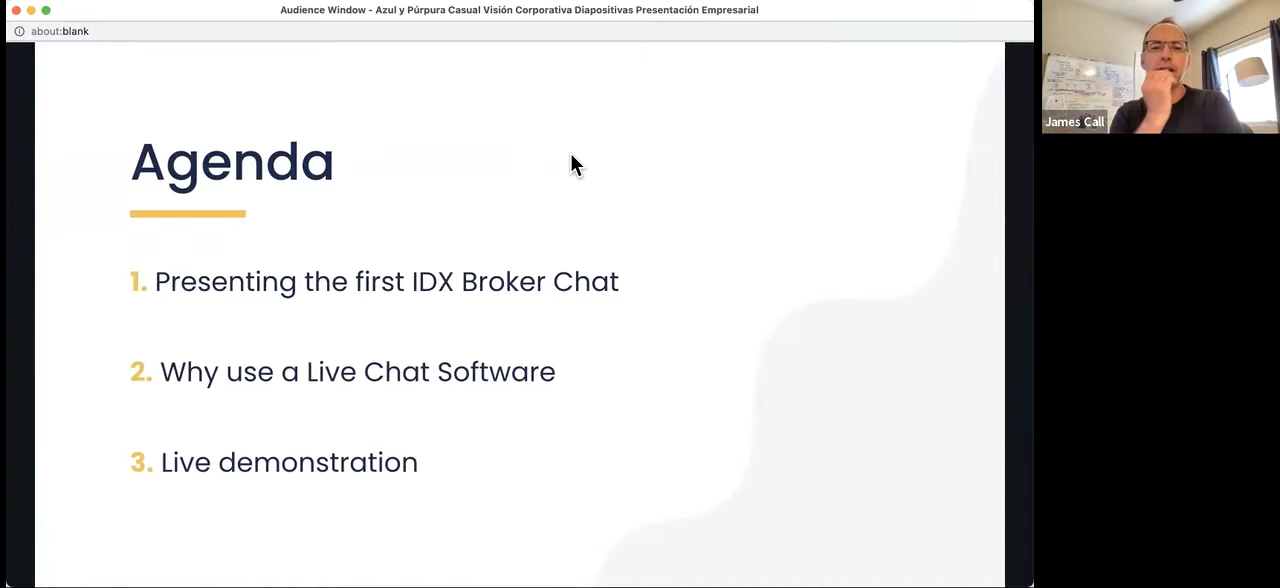 Audience Window - Azul y Púrpura Casual Visión Corporativa Diapositivas Presentación Empresarial
about:blank
Agenda
1. Presenting the first IDX Broker Chat
2. Why use a Live Chat Software
3. Live demonstration
James Call